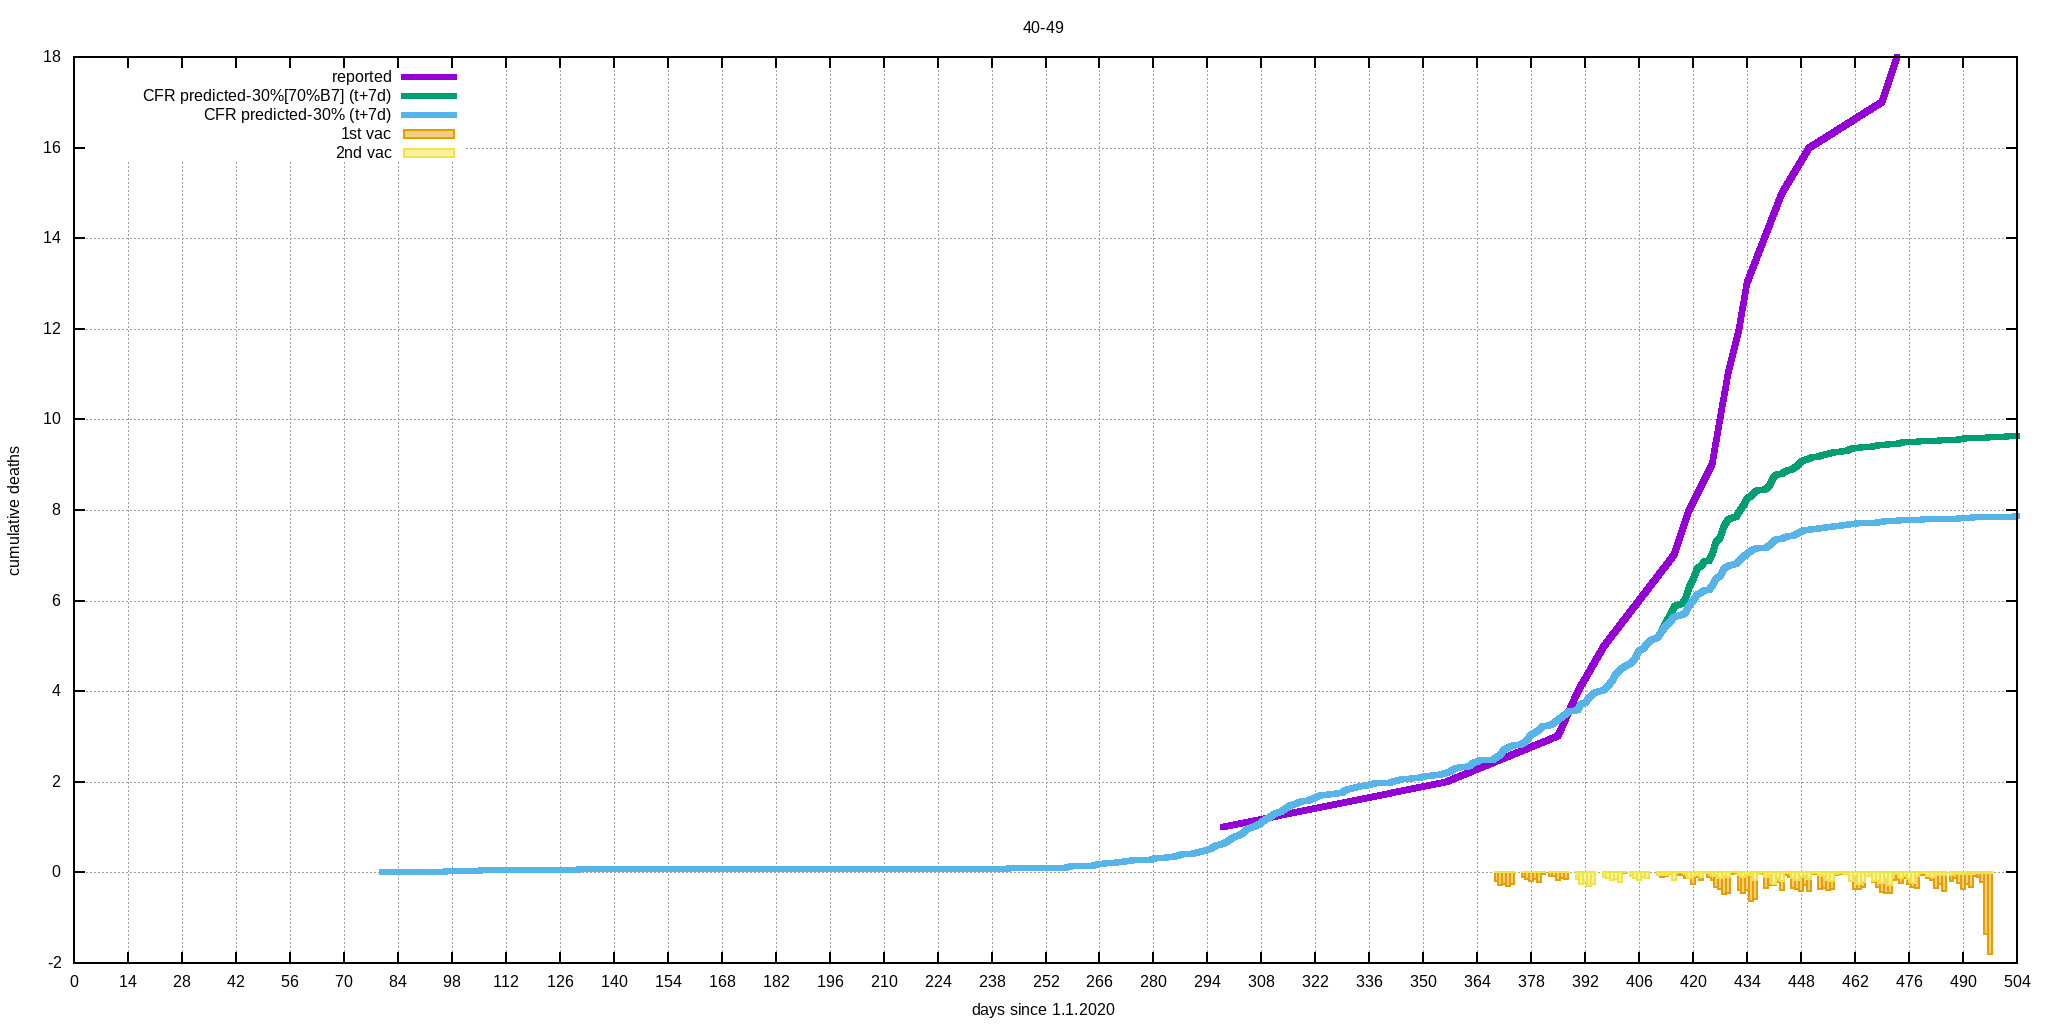 40-49
reported
CFR predicted-30%[70%B7] (t+7d)
CFR predicted-30% (t+7d)
1st vac
2nd vac
18
16
14
12
10
8
6
4
2
0
-2
cumulative deaths
0 14 28 42 56 70 84 98 112 126 140 154 168 182 196 210 224 238 252 266 280 294 308 322 336 350 364 378 392 406 420 434 448 462 476 490 504
days since 1.1.2020